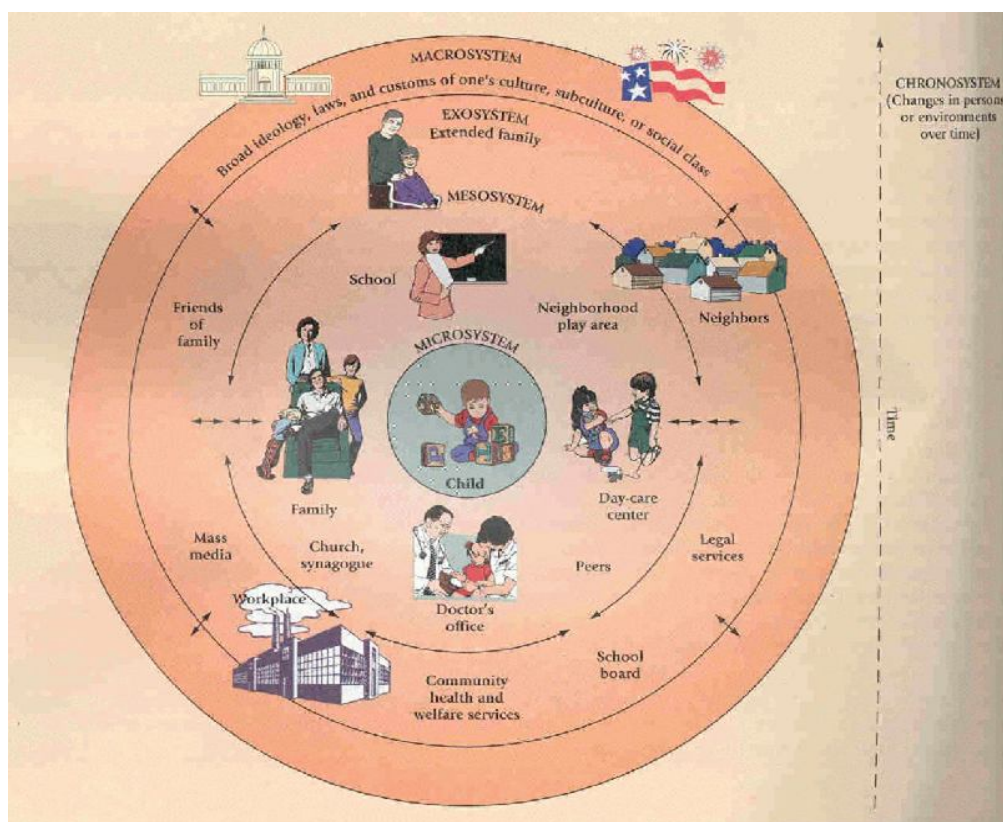 MACROSYSTEM
Broad ideology, laws, and customs of one's culture, subculture, or social class
EXOSYSTEM
Extended family
CHRONOSYSTEM
(Changes in person
or environments
over time)
MESOSYSTEM
School
Neighborhood
play area
Neighbors
Friends
of
family
MICROSYSTEM
Child
Time
Family
Day-care
center
Mass
media
Church,
synagogue
Peers
Legal
services
Workplace
Doctor's
office
School
board
Community
health and
welfare services